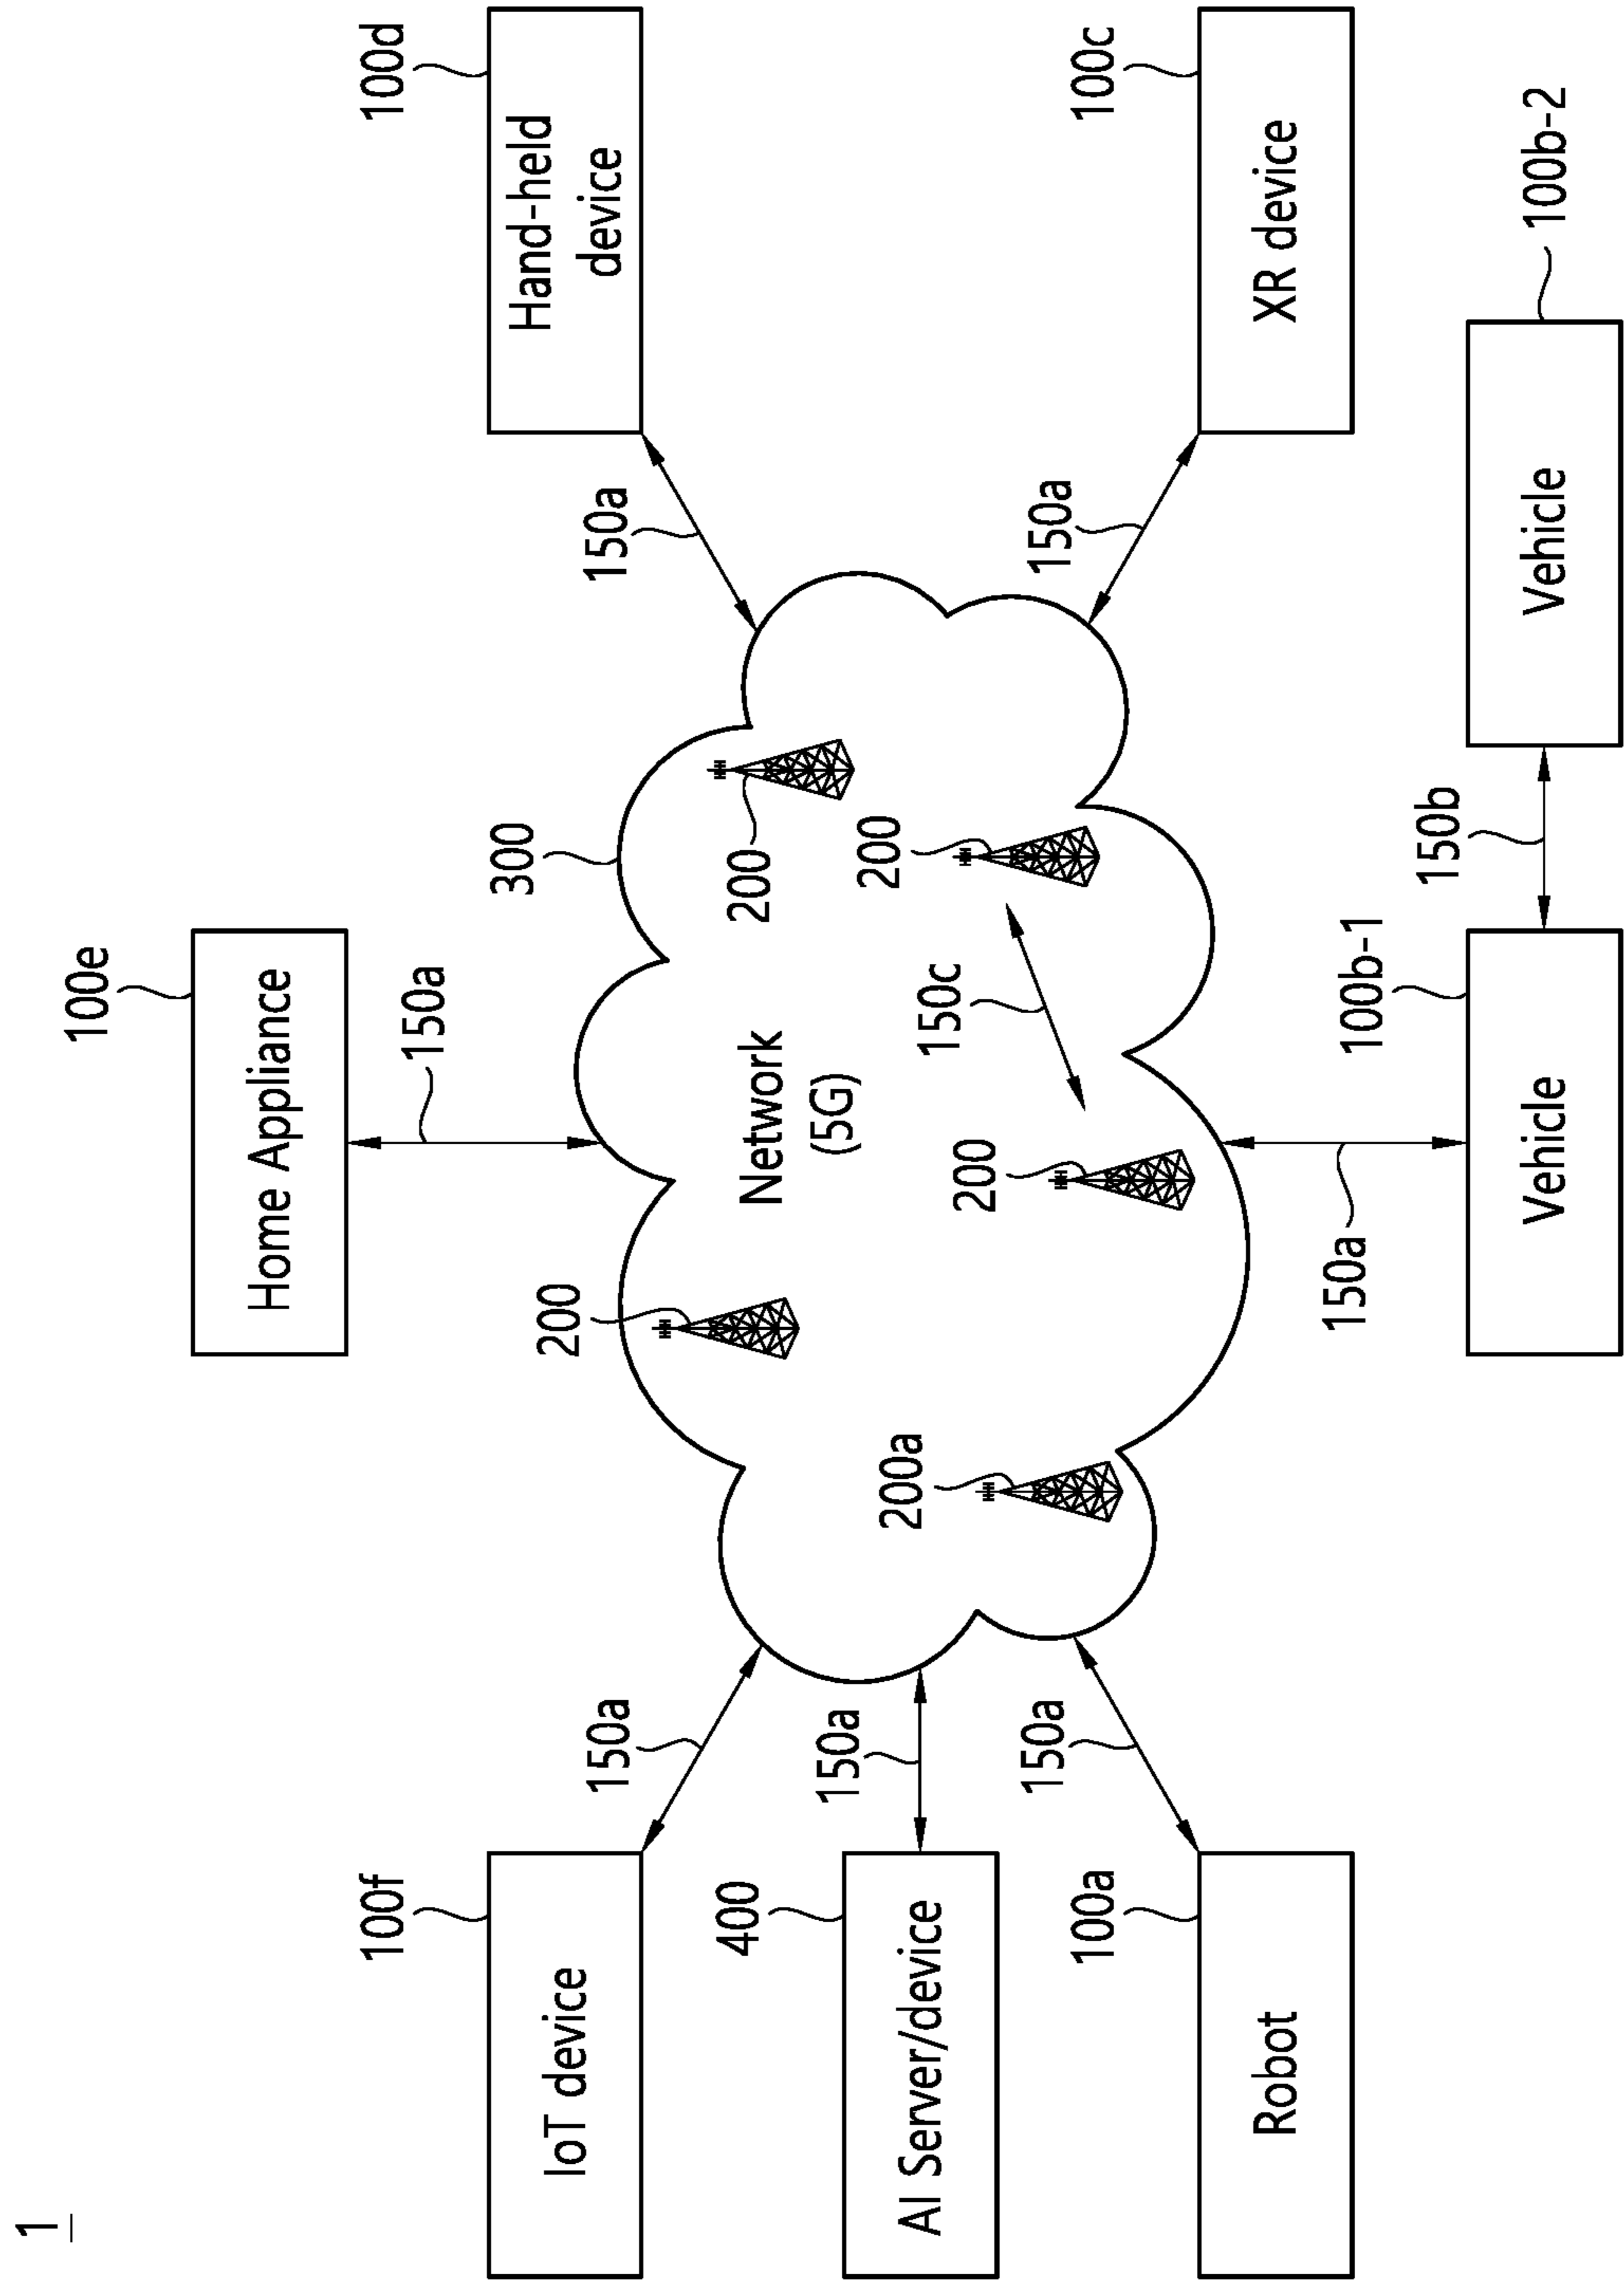 1
100e
Home Appliance
150a
100f
IoT device
150a
300
100d
Hand-held
device
150a
200
200
Network
(5G)
400
AI Server/device
150a
200a
200
150c
200
100a
Robot
150a
150a
100c
XR device
150a
100b-1
Vehicle
150b
100b-2
Vehicle